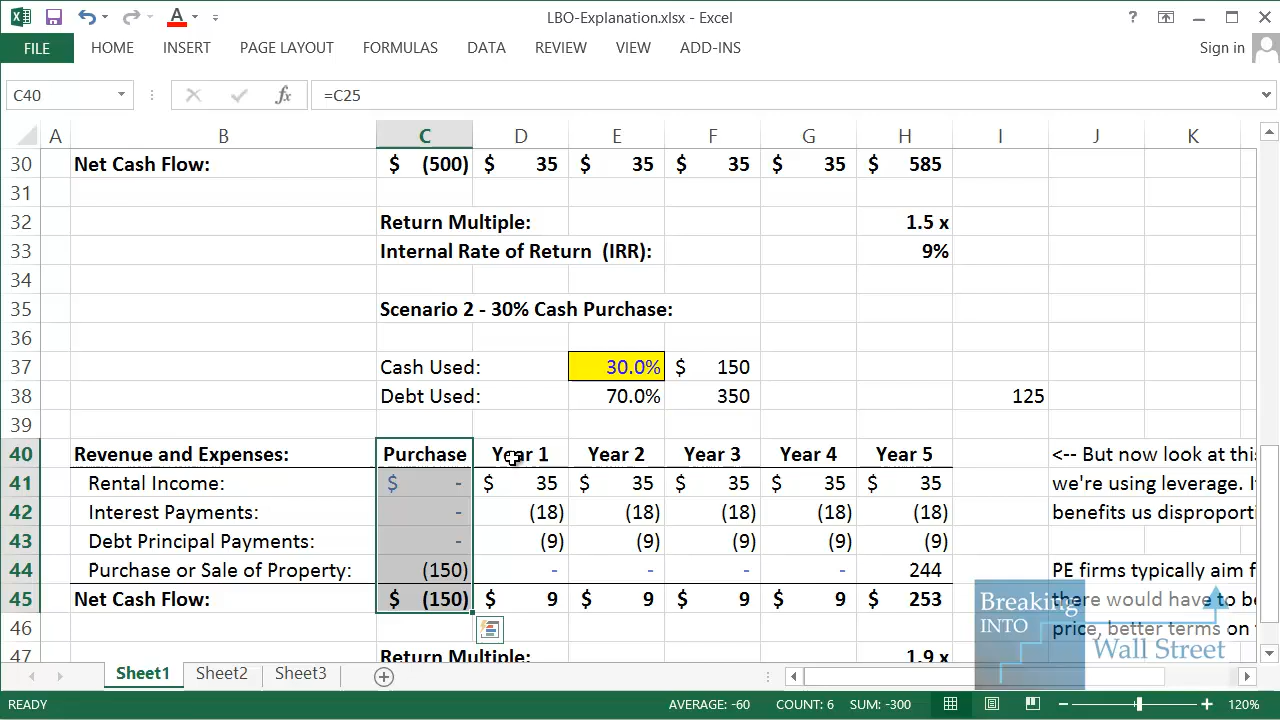 LBO-Explanation.xlsx - Excel
FILE HOME INSERT PAGE LAYOUT FORMULAS DATA REVIEW VIEW ADD-INS Sign in
C40 fx =C25
A B C D E F G H I J K
30 Net Cash Flow: $ (500) $ 35 $ 35 $ 35 $ 35 $ 585
31
32 Return Multiple: 1.5 x
33 Internal Rate of Return (IRR): 9%
34
35 Scenario 2 - 30% Cash Purchase:
36
37 Cash Used: 30.0% $ 150
38 Debt Used: 70.0% 350 125
39
40 Revenue and Expenses: Purchase Year 1 Year 2 Year 3 Year 4 Year 5 <-- But now look at this
41 Rental Income: $ - $ 35 $ 35 $ 35 $ 35 $ 35 we're using leverage. I
42 Interest Payments: - (18) (18) (18) (18) (18) benefits us disproporti
43 Debt Principal Payments: - (9) (9) (9) (9) (9)
44 Purchase or Sale of Property: (150) - - - - 244 PE firms typically aim f
45 Net Cash Flow: $ (150) $ 9 $ 9 $ 9 $ 9 $ 253 there would have to be
46 price, better terms on
47 Return Multiple: 1.9 x
Breaking
INTO
Wall Street
Sheet1 Sheet2 Sheet3
READY AVERAGE: -60 COUNT: 6 SUM: -300 120%